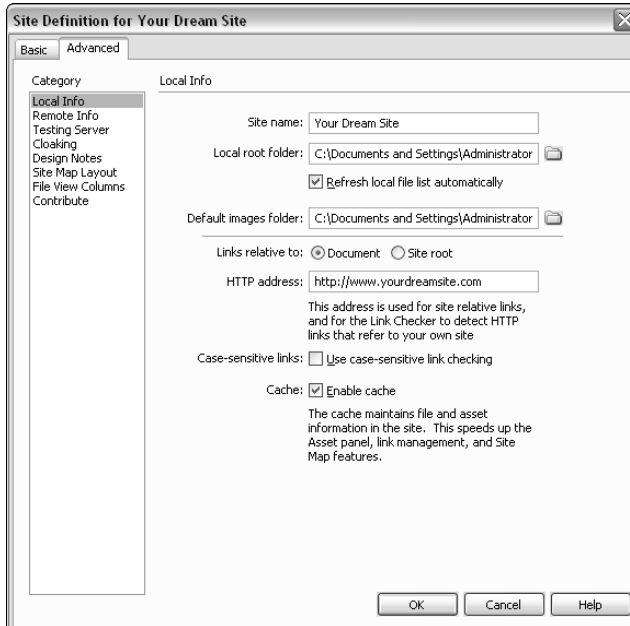 Site Definition for Your Dream Site
Basic
Advanced
Category
Local Info
Remote Info
Testing Server
Cloaking
Design Notes
Site Map Layout
File View Columns
Contribute
Local Info
Site name: Your Dream Site
Local root folder: C:\Documents and Settings\Administrator
Refresh local file list automatically
Default images folder: C:\Documents and Settings\Administrator
Links relative to: Document Site root
HTTP address: http://www.yourdreamsite.com
This address is used for site relative links,
and for the Link Checker to detect HTTP
links that refer to your own site
Case-sensitive links: Use case-sensitive link checking
Cache: Enable cache
The cache maintains file and asset
information in the site. This speeds up the
Asset panel, link management, and Site
Map features.
OK Cancel Help